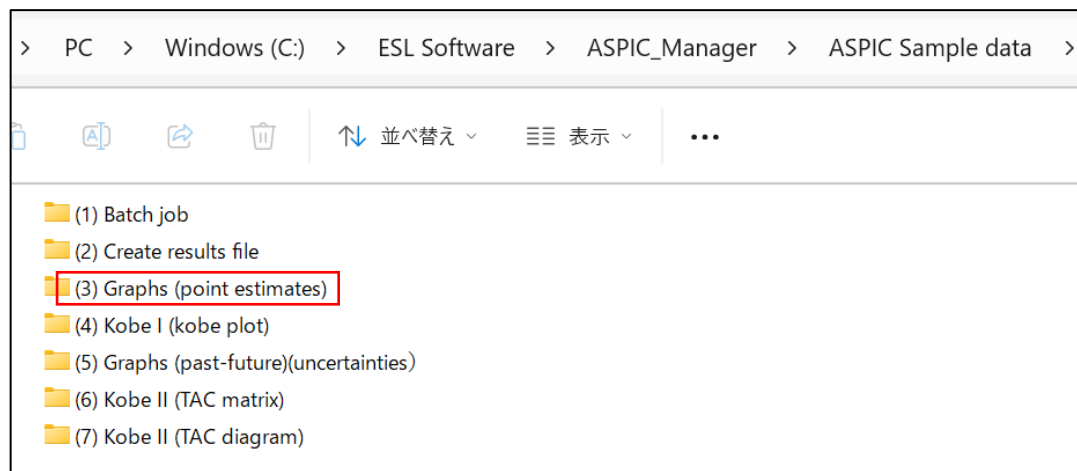 > PC > Windows (C:) > ESL Software > ASPIC_Manager > ASPIC Sample data >
並べ替え 表示 •••
(1) Batch job
(2) Create results file
(3) Graphs (point estimates)
(4) Kobe I (kobe plot)
(5) Graphs (past-future)(uncertainties）
(6) Kobe II (TAC matrix)
(7) Kobe II (TAC diagram)